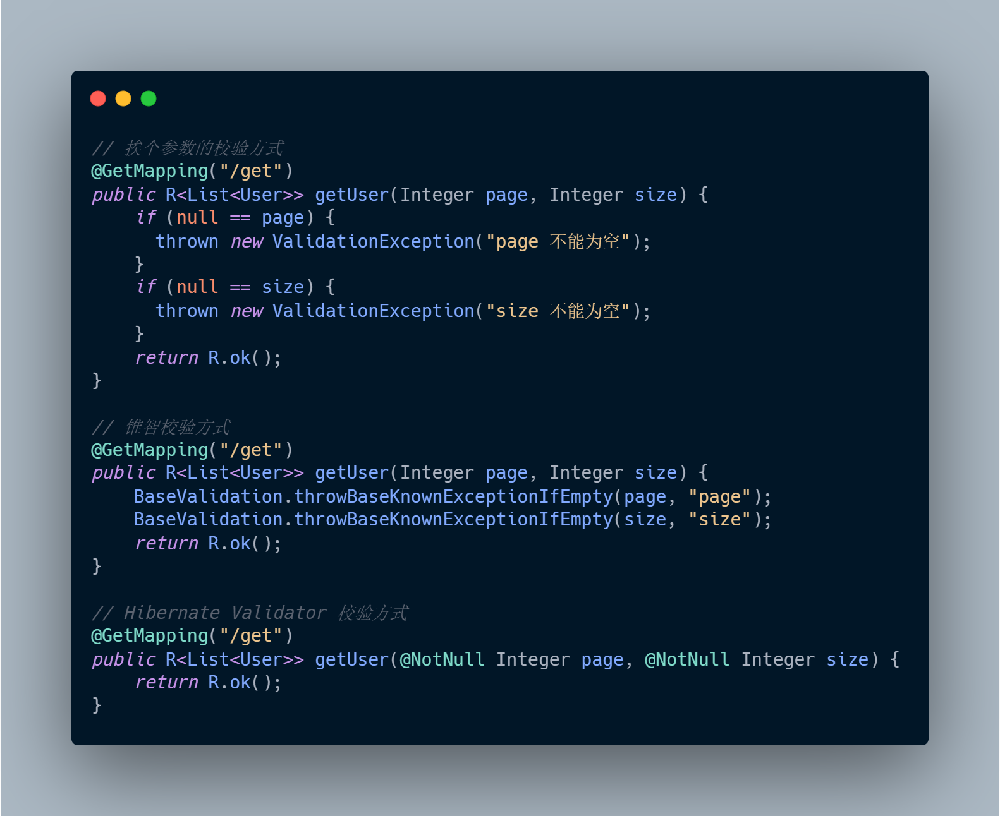 // 挨个参数的校验方式
@GetMapping("/get")
public R<List<User>> getUser(Integer page, Integer size) {
    if (null == page) {
      thrown new ValidationException("page 不能为空");
    }
    if (null == size) {
      thrown new ValidationException("size 不能为空");
    }
    return R.ok();
}

// 锥智校验方式
@GetMapping("/get")
public R<List<User>> getUser(Integer page, Integer size) {
    BaseValidation.throwBaseKnownExceptionIfEmpty(page, "page");
    BaseValidation.throwBaseKnownExceptionIfEmpty(size, "size");
    return R.ok();
}

// Hibernate Validator 校验方式
@GetMapping("/get")
public R<List<User>> getUser(@NotNull Integer page, @NotNull Integer size) {
    return R.ok();
}